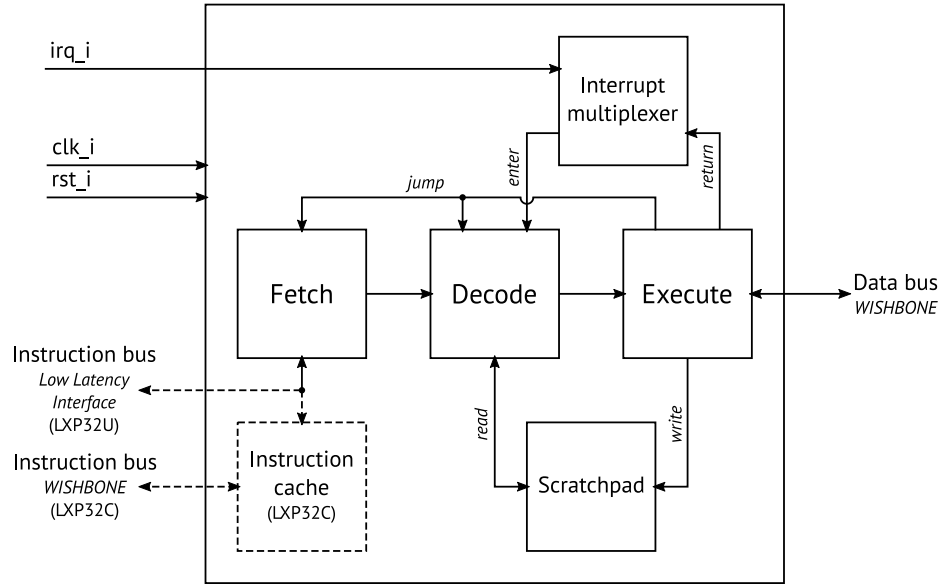 irq_i
Interrupt
multiplexer
clk_i
rst_i
enter
return
jump
Fetch
Decode
Execute
Data bus
WISHBONE
Instruction bus
Low Latency
Interface
(LXP32U)
read
write
Instruction bus
WISHBONE
(LXP32C)
Instruction
cache
(LXP32C)
Scratchpad